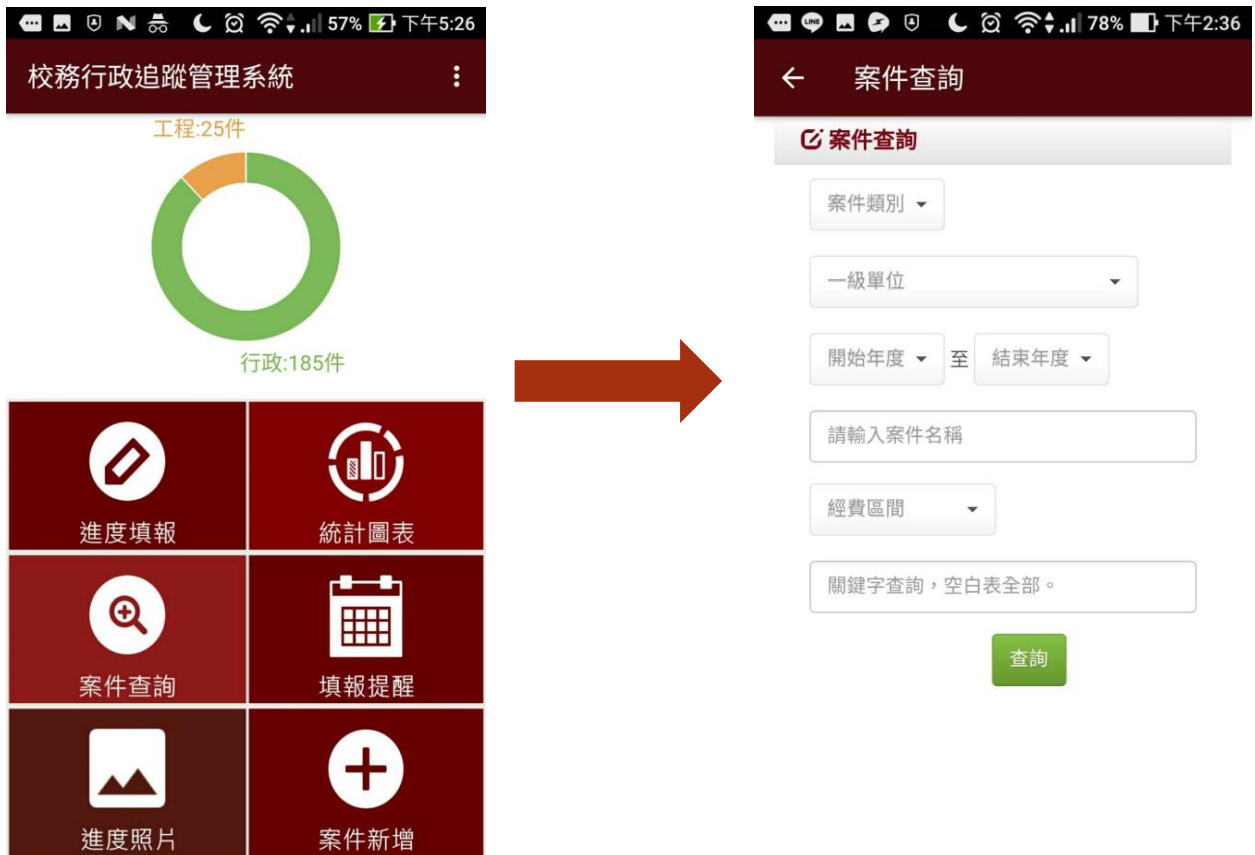 57% 下午5:26
校務行政追蹤管理系統
工程:25件
行政:185件
進度填報
統計圖表
案件查詢
填報提醒
進度照片
案件新增
LINE 78% 下午2:36
案件查詢
案件查詢
案件類別
一級單位
開始年度 至 結束年度
請輸入案件名稱
經費區間
關鍵字查詢,空白表全部。
查詢